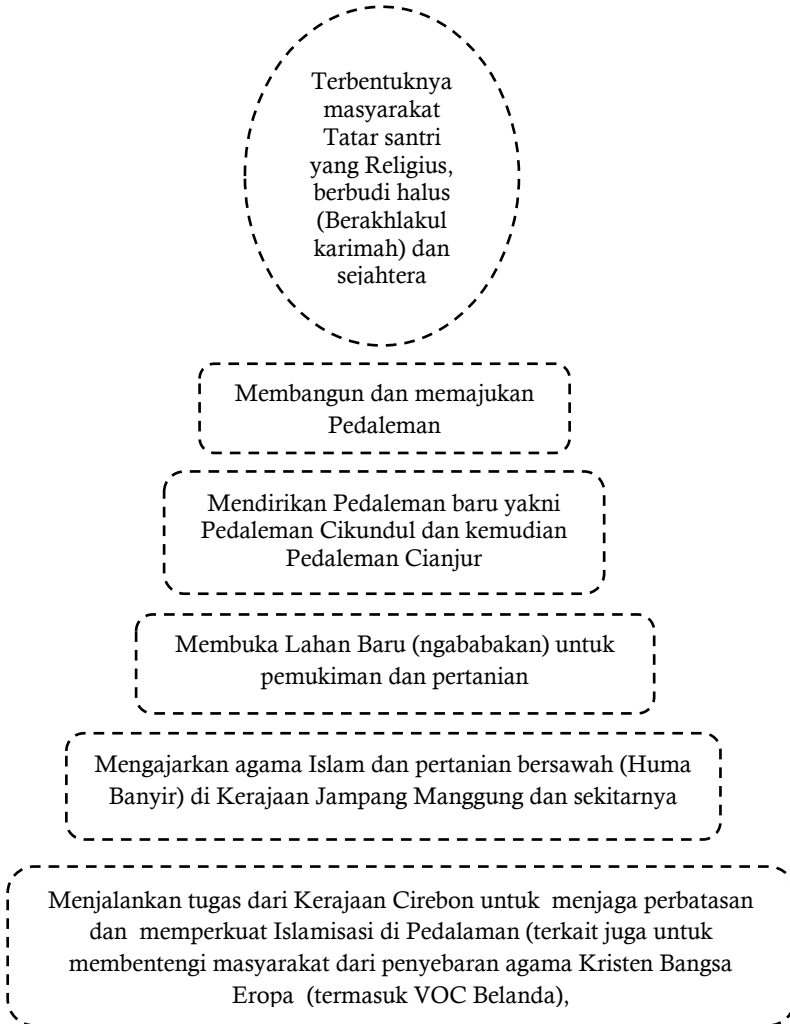 Terbentuknya
masyarakat
Tatar santri
yang Religius,
berbudi halus
(Berakhlakul
karimah) dan
sejahtera
Membangun dan memajukan
Pedaleman
Mendirikan Pedaleman baru yakni
Pedaleman Cikundul dan kemudian
Pedaleman Cianjur
Membuka Lahan Baru (ngababakan) untuk
pemukiman dan pertanian
Mengajarkan agama Islam dan pertanian bersawah (Huma
Banyir) di Kerajaan Jampang Manggung dan sekitarnya
Menjalankan tugas dari Kerajaan Cirebon untuk menjaga perbatasan
dan memperkuat Islamisasi di Pedalaman (terkait juga untuk
membentengi masyarakat dari penyebaran agama Kristen Bangsa
Eropa (termasuk VOC Belanda),